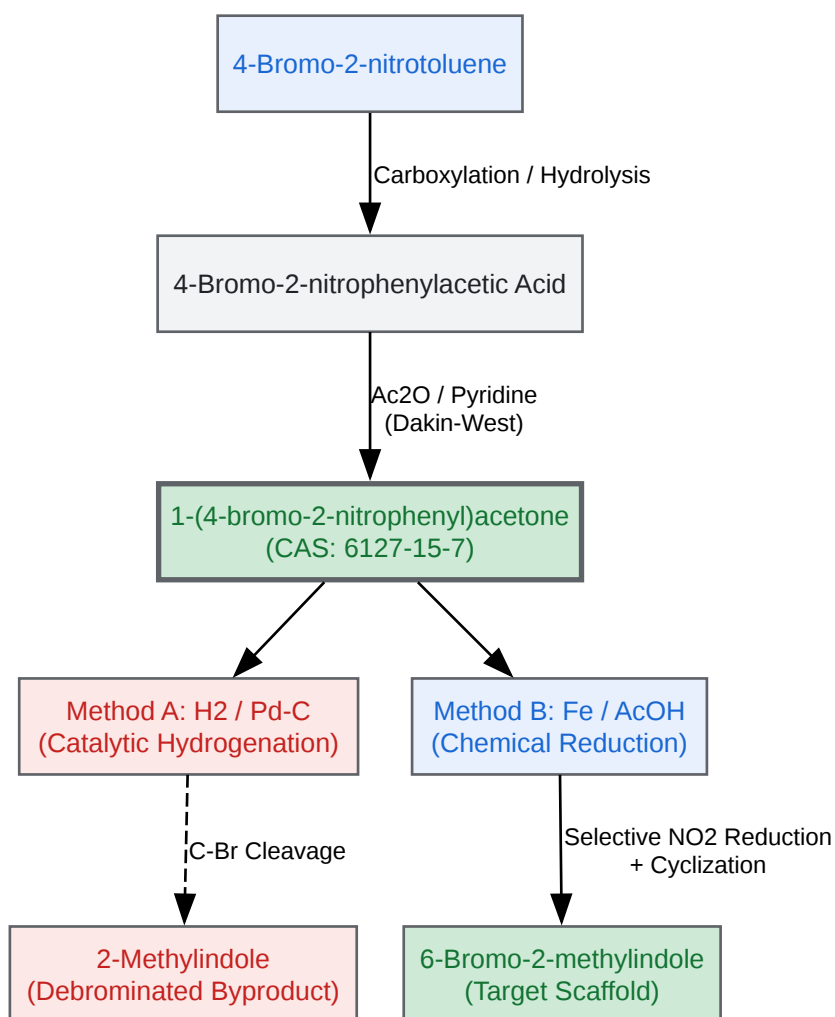 4-Bromo-2-nitrotoluene
Carboxylation / Hydrolysis
4-Bromo-2-nitrophenylacetic Acid
Ac2O / Pyridine
(Dakin-West)
1-(4-bromo-2-nitrophenyl)acetone
(CAS: 6127-15-7)
Method A: H2 / Pd-C
(Catalytic Hydrogenation)
Method B: Fe / AcOH
(Chemical Reduction)
C-Br Cleavage
Selective NO2 Reduction
+ Cyclization
2-Methylindole
(Debrominated Byproduct)
6-Bromo-2-methylindole
(Target Scaffold)